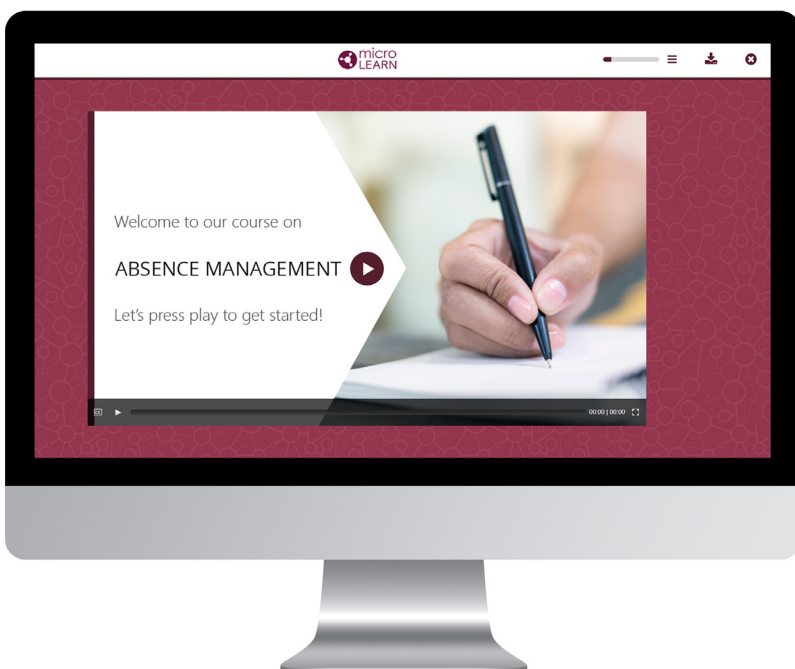 micro
LEARN
Welcome to our course on
ABSENCE MANAGEMENT
Let's press play to get started!
CC
00:00 | 00:00